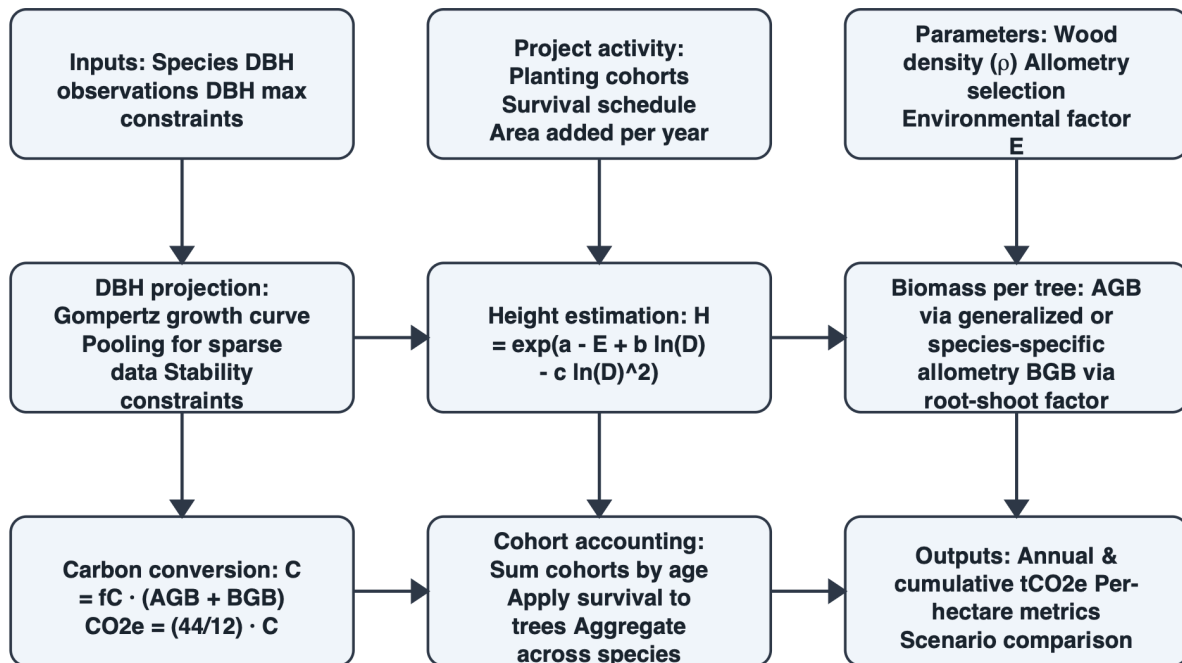 Inputs: Species DBH
observations DBH max
constraints
Project activity:
Planting cohorts
Survival schedule
Area added per year
Parameters: Wood
density (ρ) Allometry
selection
Environmental factor
E
DBH projection:
Gompertz growth curve
Pooling for sparse
data Stability
constraints
Height estimation: H
= exp(a - E + b ln(D)
- c ln(D)^2)
Biomass per tree: AGB
via generalized or
species-specific
allometry BGB via
root-shoot factor
Carbon conversion: C
= fC · (AGB + BGB)
CO2e = (44/12) · C
Cohort accounting:
Sum cohorts by age
Apply survival to
trees Aggregate
across species
Outputs: Annual &
cumulative tCO2e Per-
hectare metrics
Scenario comparison